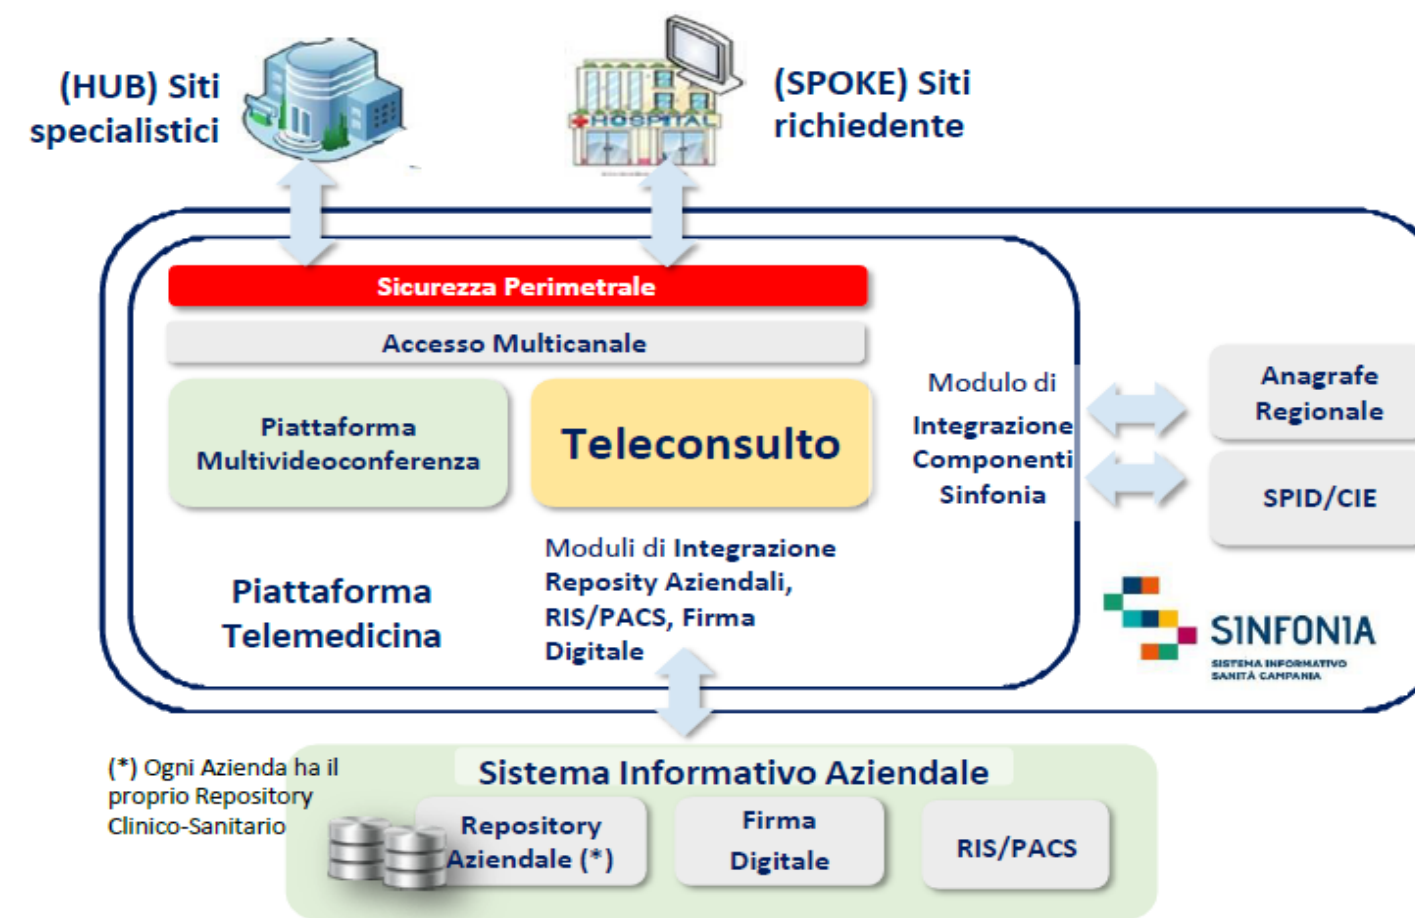 (HUB) Siti
specialistici
HOSPITAL
(SPOKE) Siti
richiedente
Sicurezza Perimetrale
Accesso Multicanale
Piattaforma
Multivideoconferenza
Teleconsulto
Modulo di
Integrazione
Componenti
Sinfonia
Anagrafe
Regionale
SPID/CIE
Piattaforma
Telemedicina
Moduli di Integrazione
Reposity Aziendali,
RIS/PACS, Firma
Digitale
SINFONIA
SISTEMA INFORMATIVO
SANITÀ CAMPANIA
(*) Ogni Azienda ha il
proprio Repository
Clinico-Sanitario
Sistema Informativo Aziendale
Repository
Aziendale (*)
Firma
Digitale
RIS/PACS